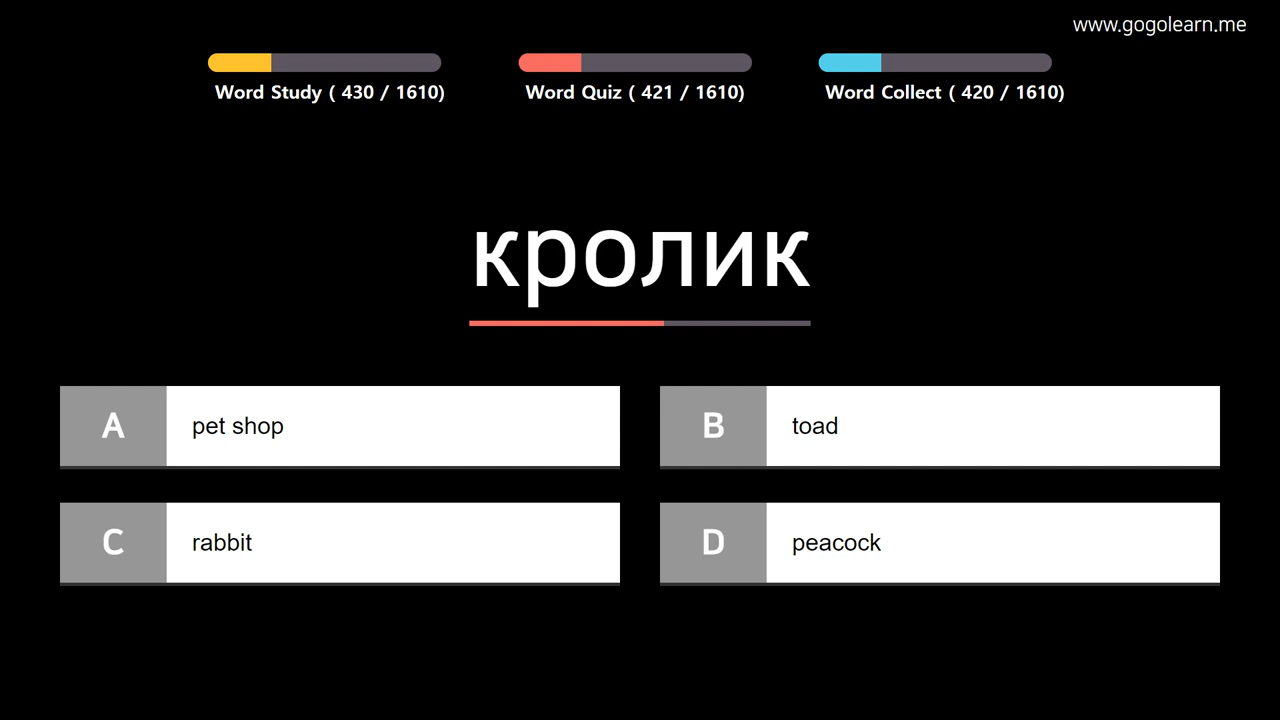 www.gogolearn.me
Word Study ( 430 / 1610)
Word Quiz ( 421 / 1610)
Word Collect ( 420 / 1610)
кролик
A pet shop
B toad
C rabbit
D peacock